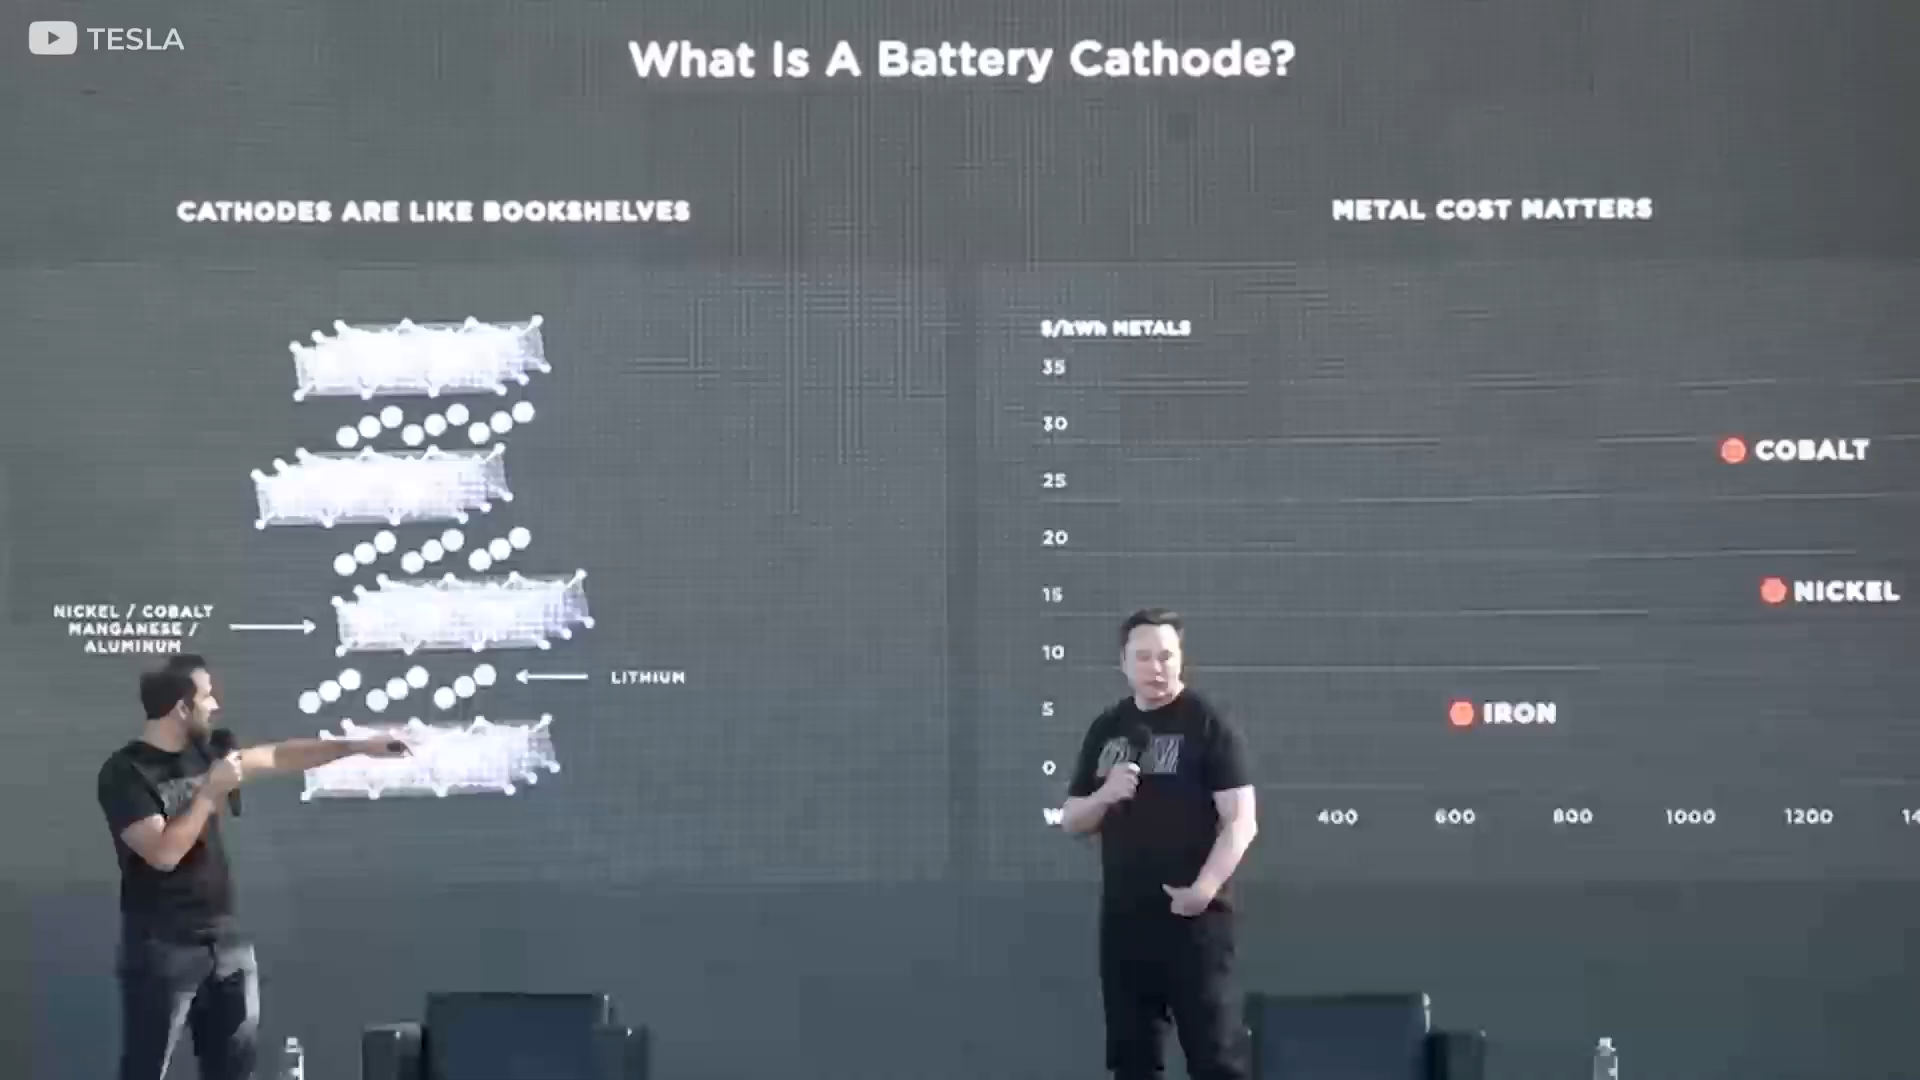 TESLA
What Is A Battery Cathode?
CATHODES ARE LIKE BOOKSHELVES
NICKEL / COBALT
MANGANESE /
ALUMINUM
LITHIUM
METAL COST MATTERS
$/kWh METALS
35
30
25
20
15
10
5
0
COBALT
NICKEL
IRON
400 600 800 1000 1200